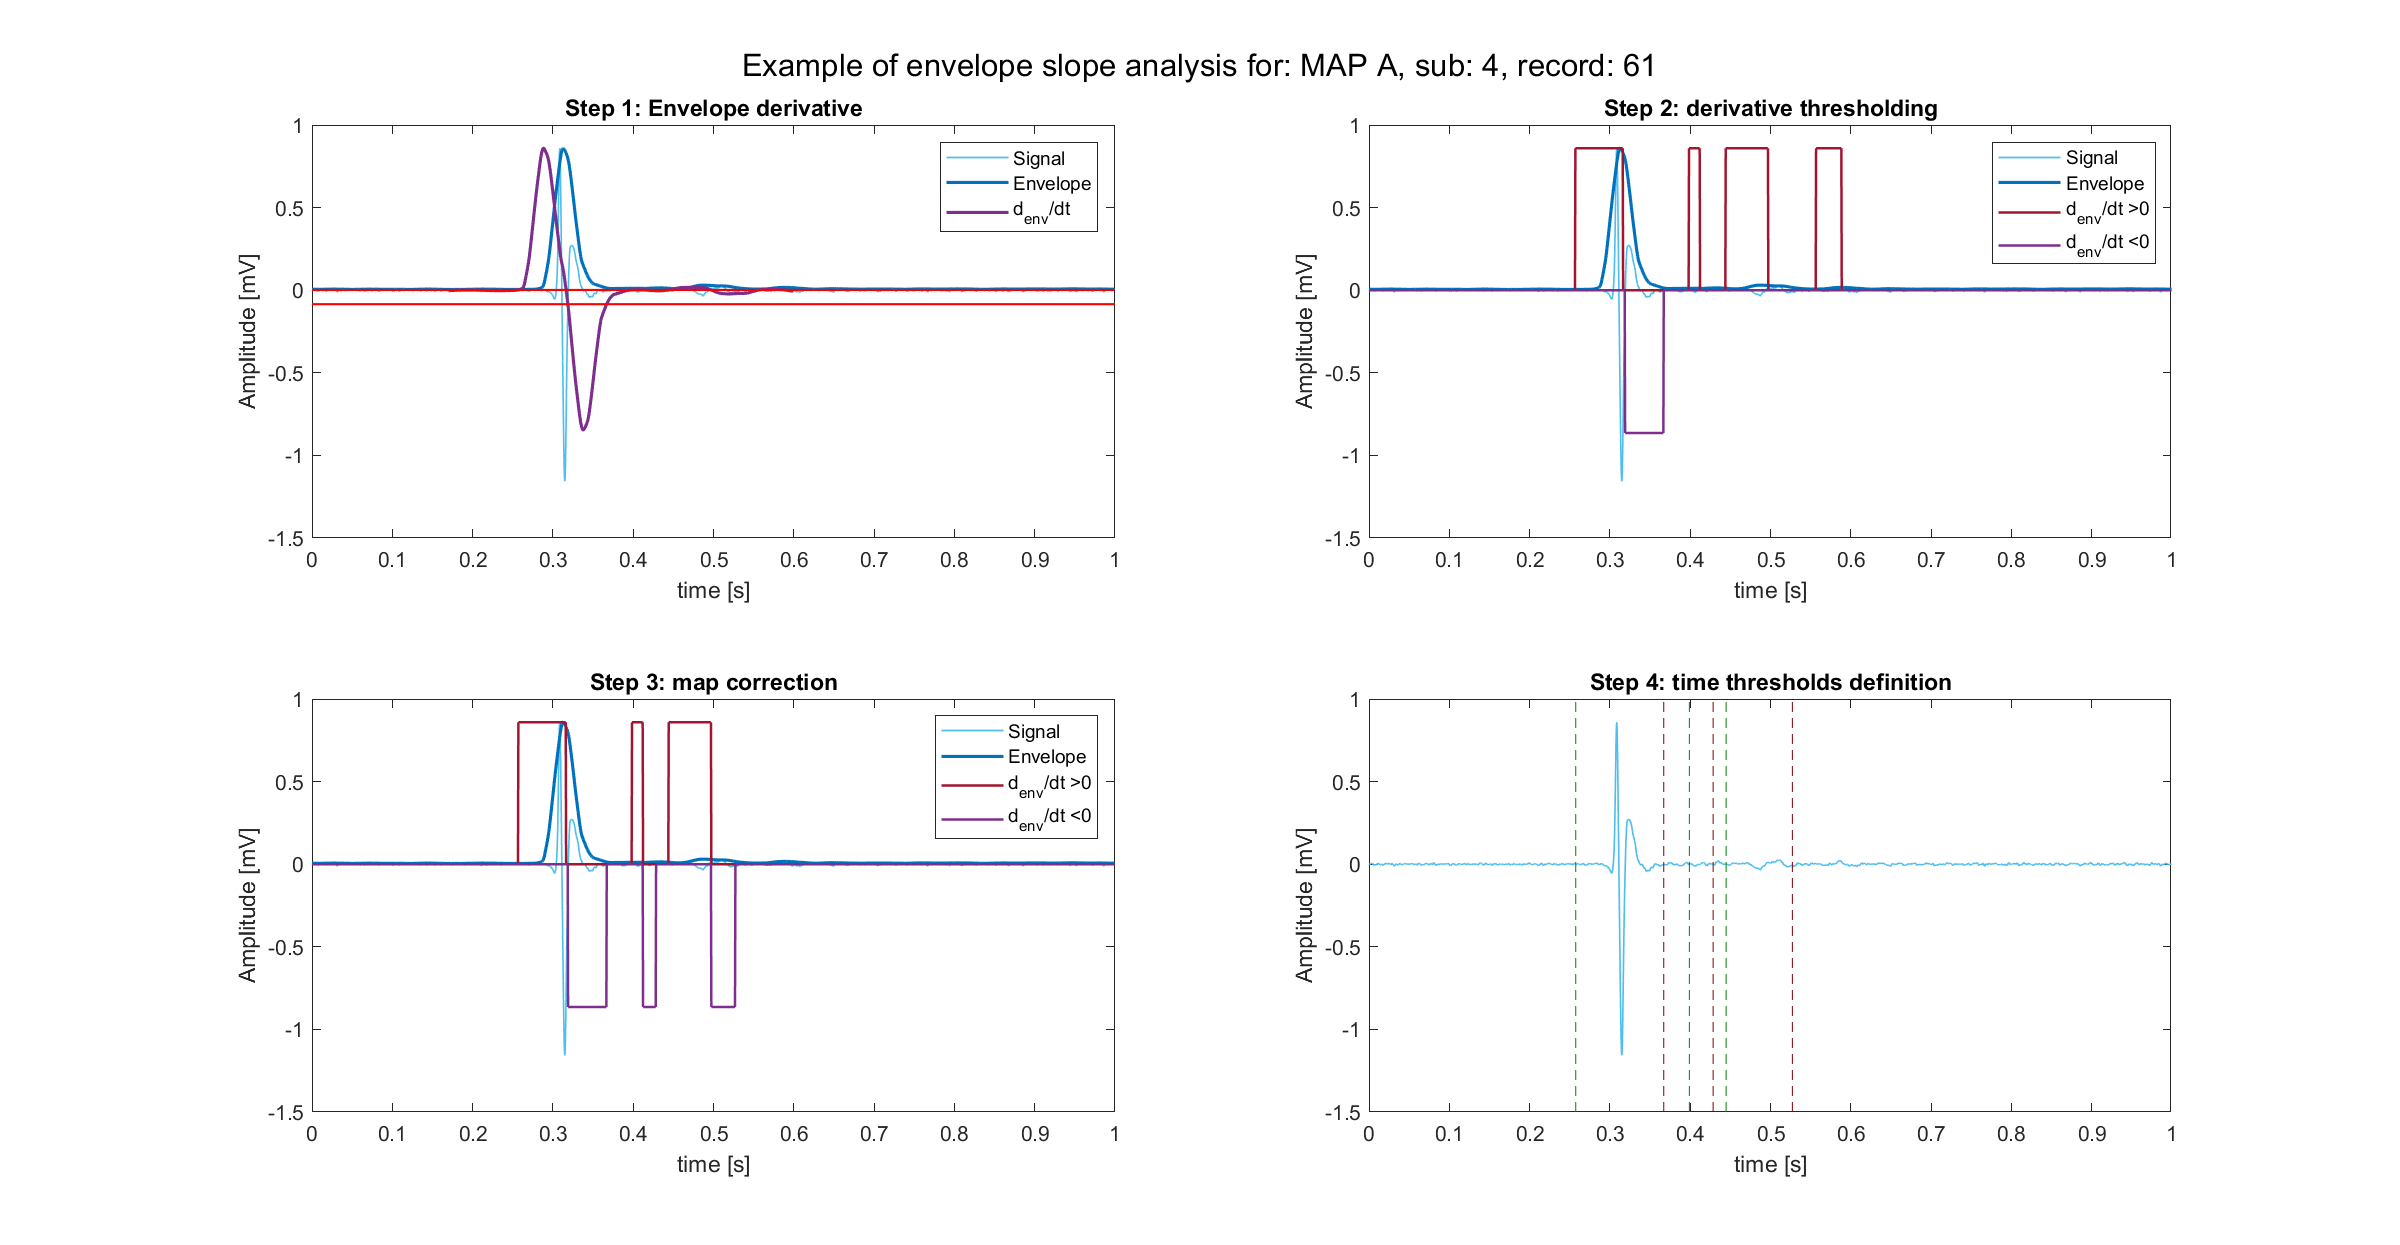 Example of envelope slope analysis for: MAP A, sub: 4, record: 61
Step 1: Envelope derivative
1
0.5
0
-0.5
-1
-1.5
Amplitude [mV]
0 0.1 0.2 0.3 0.4 0.5 0.6 0.7 0.8 0.9 1
time [s]
Signal
Envelope
d_env/dt
Step 2: derivative thresholding
1
0.5
0
-0.5
-1
-1.5
Amplitude [mV]
0 0.1 0.2 0.3 0.4 0.5 0.6 0.7 0.8 0.9 1
time [s]
Signal
Envelope
d_env/dt >0
d_env/dt <0
Step 3: map correction
1
0.5
0
-0.5
-1
-1.5
Amplitude [mV]
0 0.1 0.2 0.3 0.4 0.5 0.6 0.7 0.8 0.9 1
time [s]
Signal
Envelope
d_env/dt >0
d_env/dt <0
Step 4: time thresholds definition
1
0.5
0
-0.5
-1
-1.5
Amplitude [mV]
0 0.1 0.2 0.3 0.4 0.5 0.6 0.7 0.8 0.9 1
time [s]